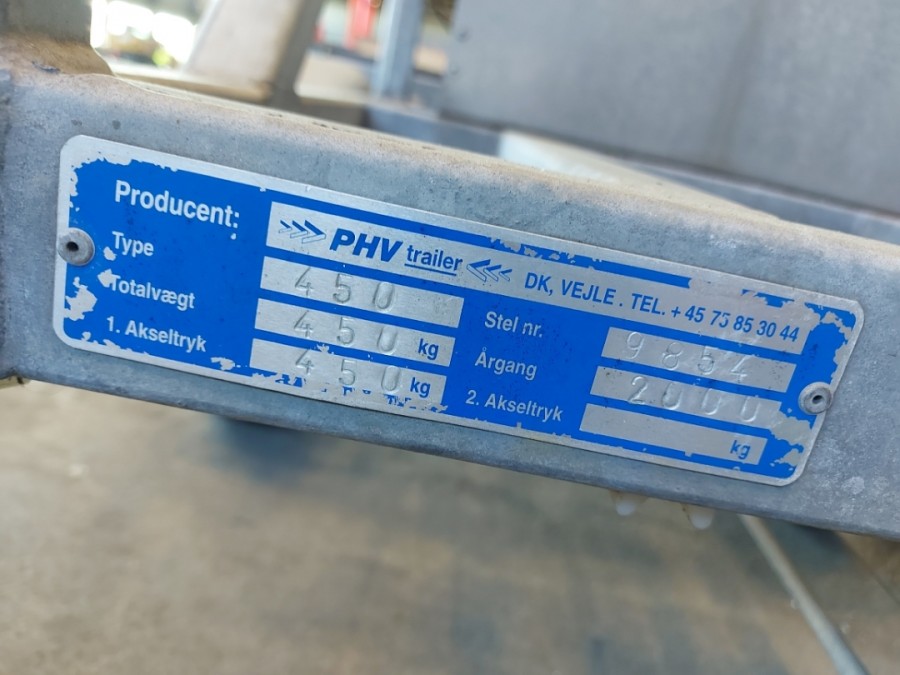 Producent: PHV trailer DK, VEJLE. TEL. + 45 75 85 30 44
Type 450 Stel nr. 9854
Totalvægt 450 kg Årgang 2000
1. Akseltryk 450 kg 2. Akseltryk kg